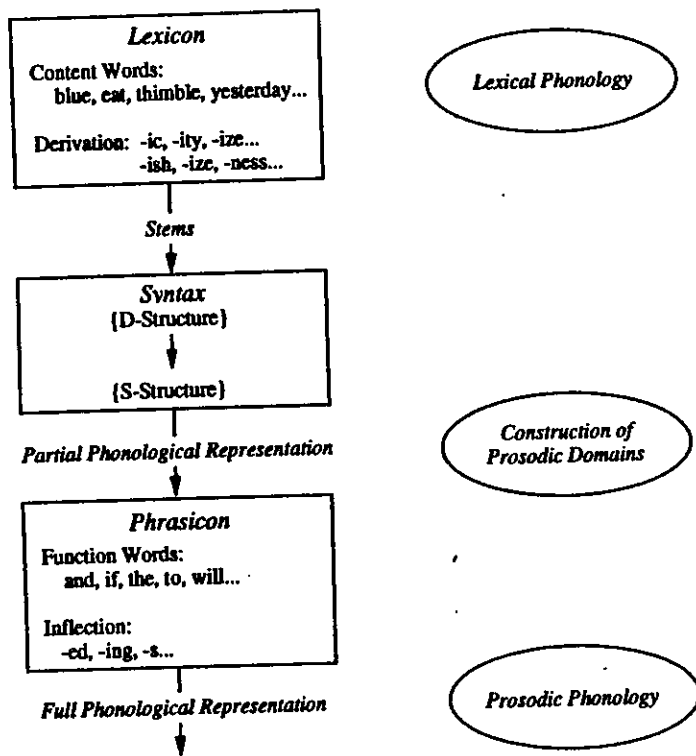 Lexicon
Content Words:
blue, eat, thimble, yesterday...
Derivation: -ic, -ity, -ize...
-ish, -ize, -ness...
Lexical Phonology
Stems
Syntax
{D-Structure}
{S-Structure}
Partial Phonological Representation
Construction of
Prosodic Domains
Phrasicon
Function Words:
and, if, the, to, will...
Inflection:
-ed, -ing, -s...
Full Phonological Representation
Prosodic Phonology